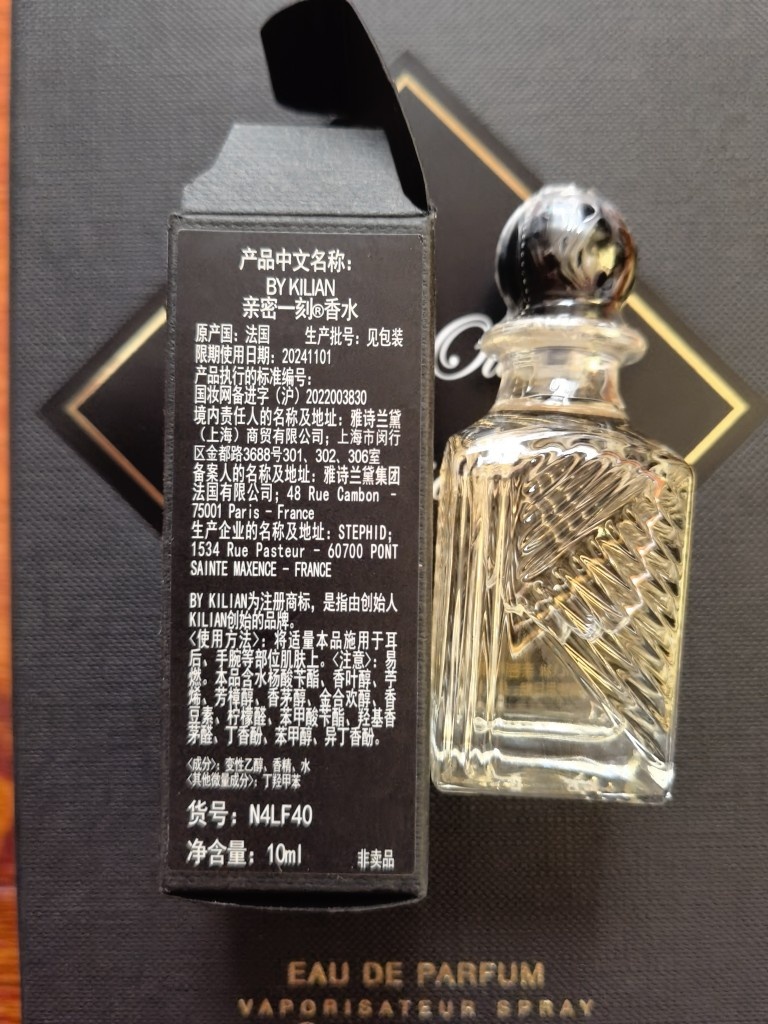 产品中文名称：
BY KILIAN
亲密一刻®香水
原产国：法国 生产批号：见包装
限期使用日期：20241101
产品执行的标准编号：
国妆网备进字（沪）2022003830
境内责任人的名称及地址：雅诗兰黛
（上海）商贸有限公司；上海市闵行
区金都路3688号301、302、306室
备案人的名称及地址：雅诗兰黛集团
法国有限公司；48 Rue Cambon -
75001 Paris - France
生产企业的名称及地址：STEPHID；
1534 Rue Pasteur - 60700 PONT
SAINTE MAXENCE - FRANCE
BY KILIAN为注册商标，是指由创始人
KILIAN创始的品牌。
〈使用方法〉：将适量本品施用于耳
后、手腕等部位肌肤上。〈注意〉：易
燃。本品含水杨酸苄酯、香叶醇、苧
烯、芳樟醇、香茅醇、金合欢醇、香
豆素、柠檬醛、苯甲酸苄酯、羟基香
茅醛、丁香酚、苯甲醇、异丁香酚。
〈成分〉：变性乙醇，香精，水
〈其他微量成分〉：丁羟甲苯
货号：N4LF40
净含量：10ml 非卖品
EAU DE PARFUM
VAPORISATEUR SPRAY